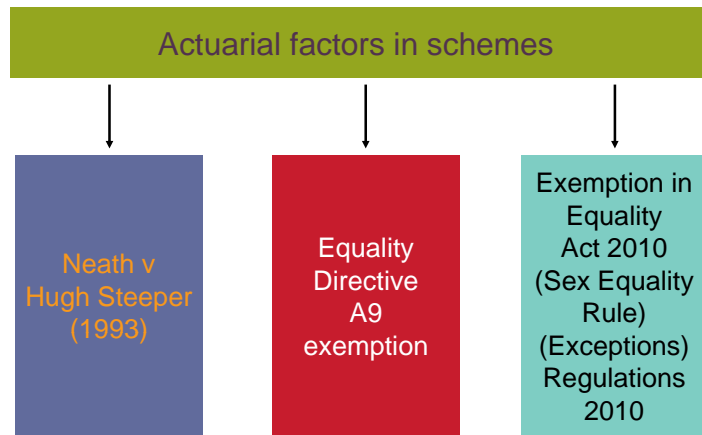 Actuarial factors in schemes
Neath v
Hugh Steeper
(1993)
Equality
Directive
A9
exemption
Exemption in
Equality
Act 2010
(Sex Equality
Rule)
(Exceptions)
Regulations
2010